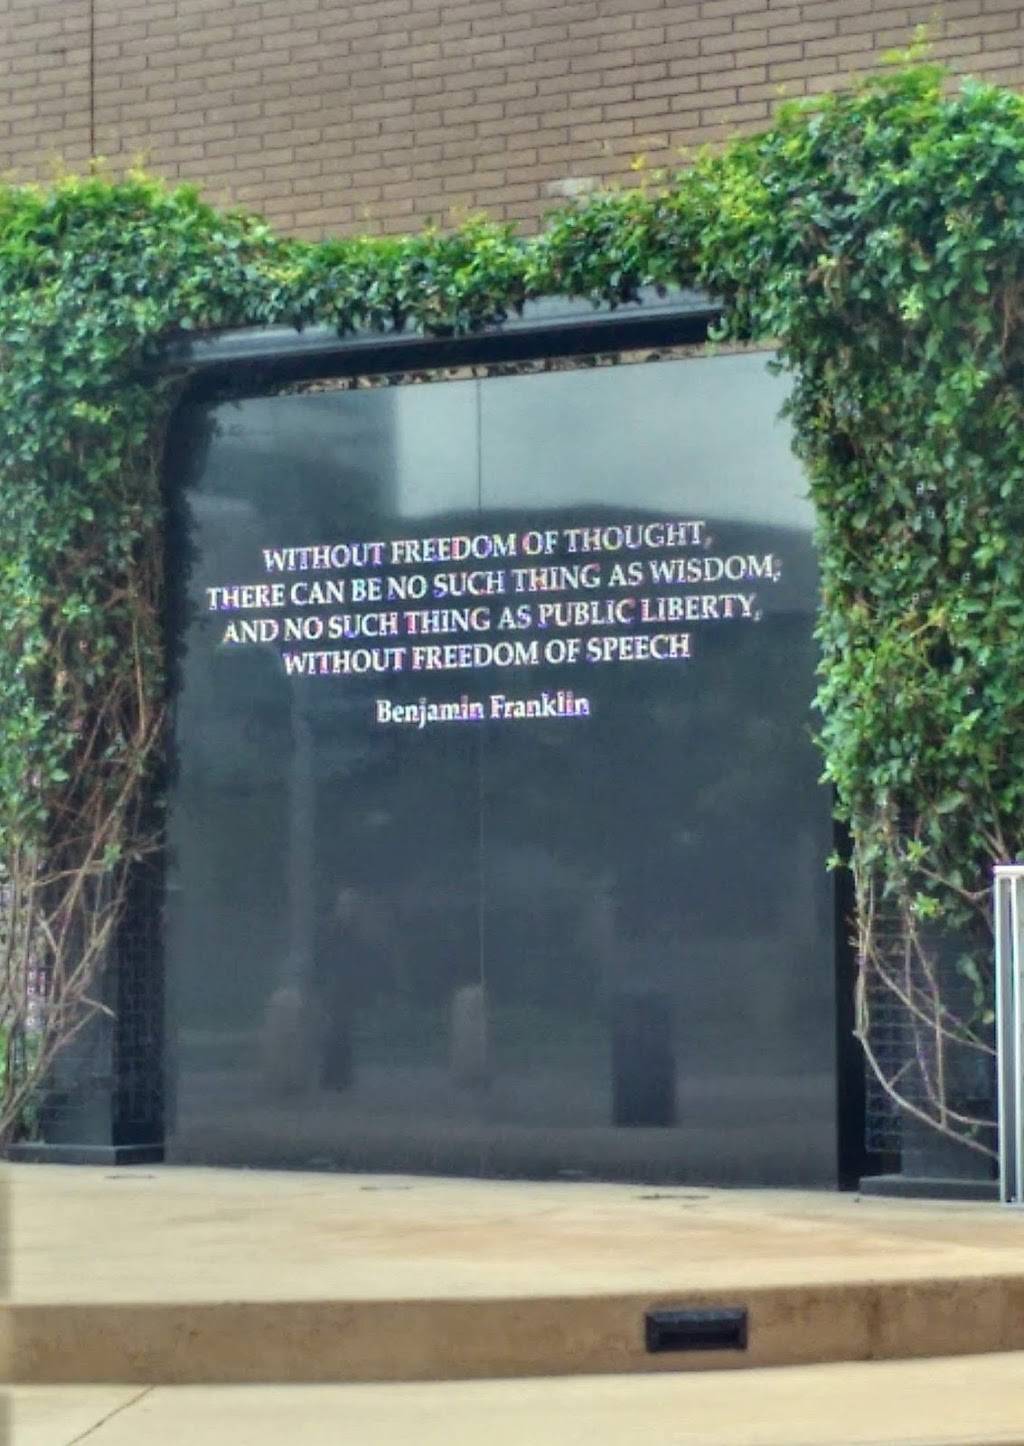 WITHOUT FREEDOM OF THOUGHT,
THERE CAN BE NO SUCH THING AS WISDOM;
AND NO SUCH THING AS PUBLIC LIBERTY,
WITHOUT FREEDOM OF SPEECH
Benjamin Franklin